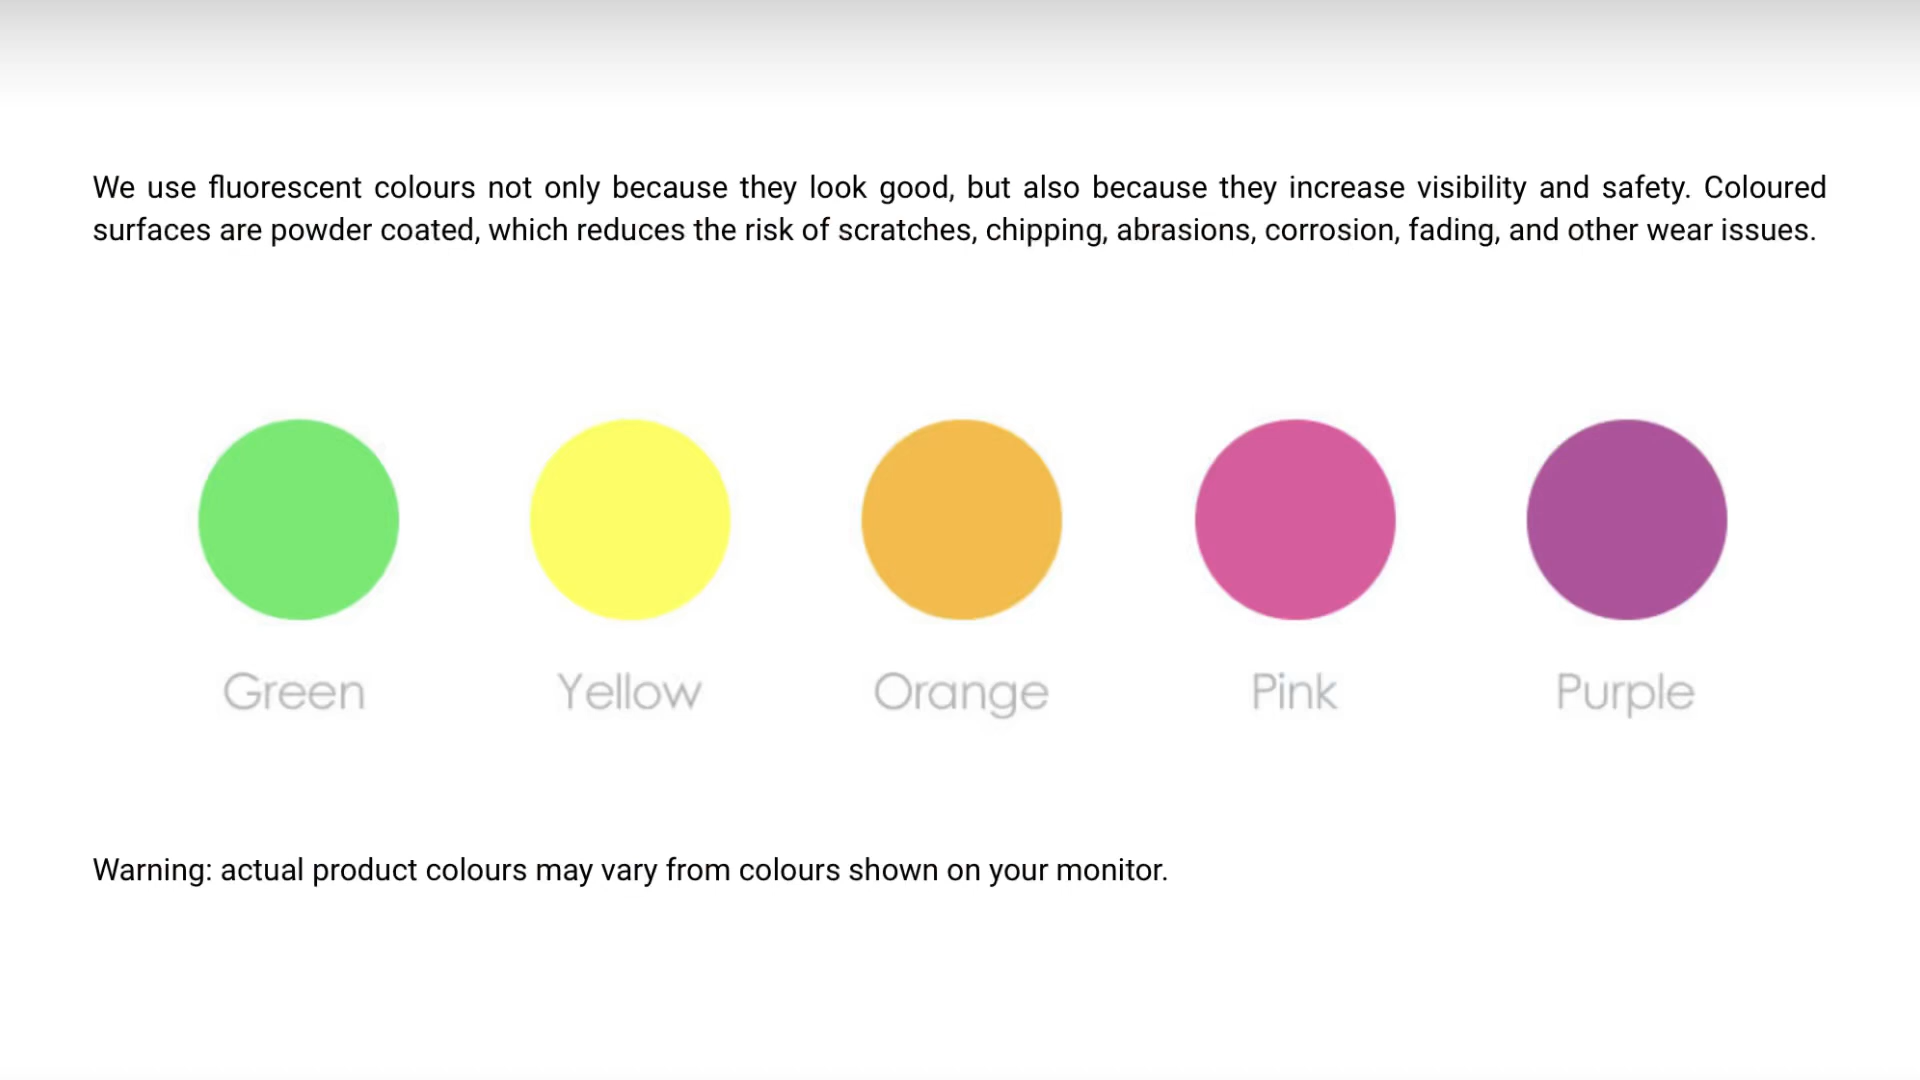 We use fluorescent colours not only because they look good, but also because they increase visibility and safety. Coloured
surfaces are powder coated, which reduces the risk of scratches, chipping, abrasions, corrosion, fading, and other wear issues.
Green Yellow Orange Pink Purple
Warning: actual product colours may vary from colours shown on your monitor.